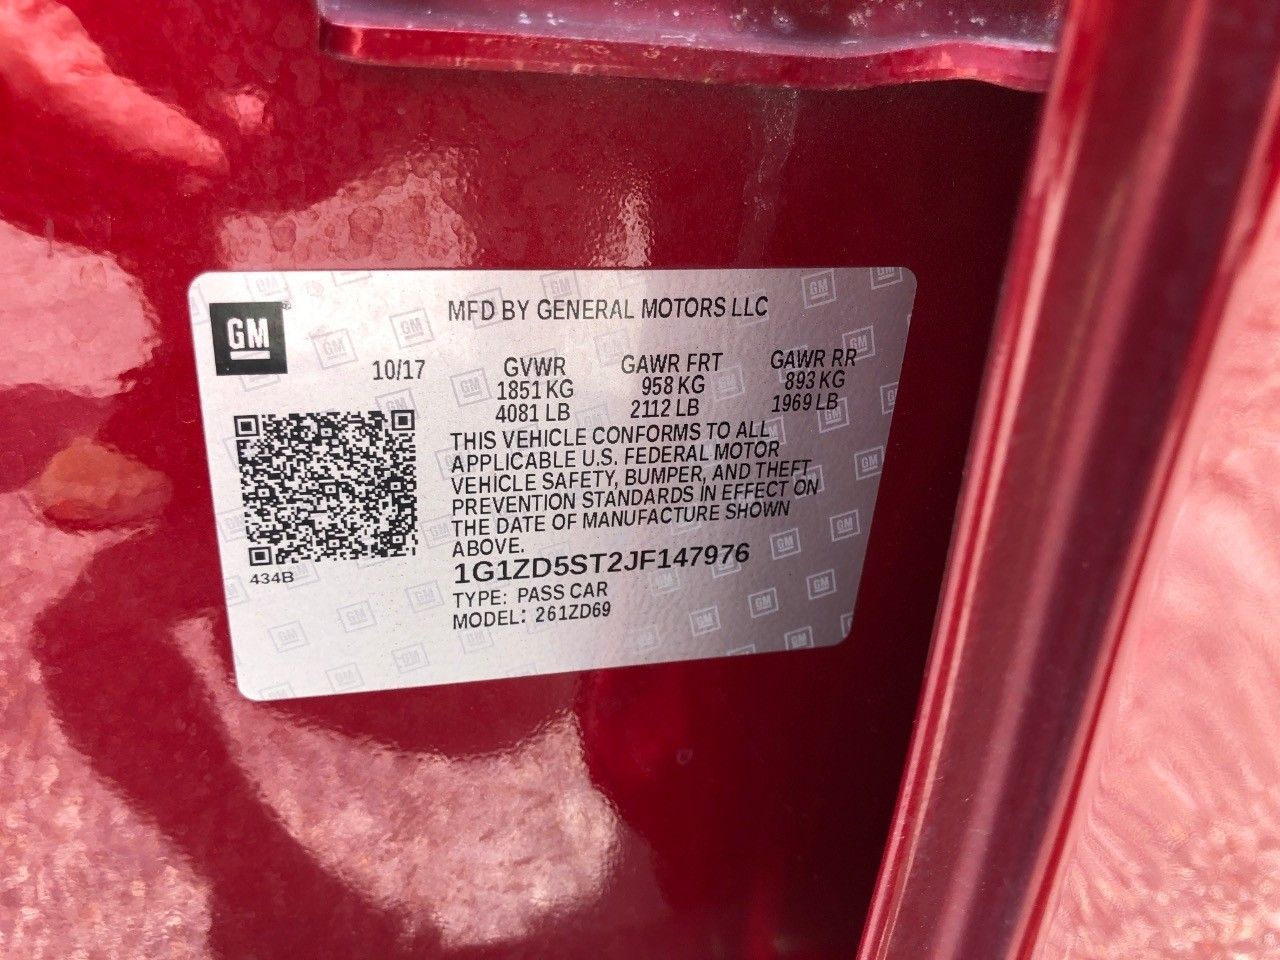 GM
MFD BY GENERAL MOTORS LLC
10/17 GVWR GAWR FRT GAWR RR
1851 KG 958 KG 893 KG
4081 LB 2112 LB 1969 LB
THIS VEHICLE CONFORMS TO ALL
APPLICABLE U.S. FEDERAL MOTOR
VEHICLE SAFETY, BUMPER, AND THEFT
PREVENTION STANDARDS IN EFFECT ON
THE DATE OF MANUFACTURE SHOWN
ABOVE.
434B
1G1ZD5ST2JF147976
TYPE: PASS CAR
MODEL: 261ZD69